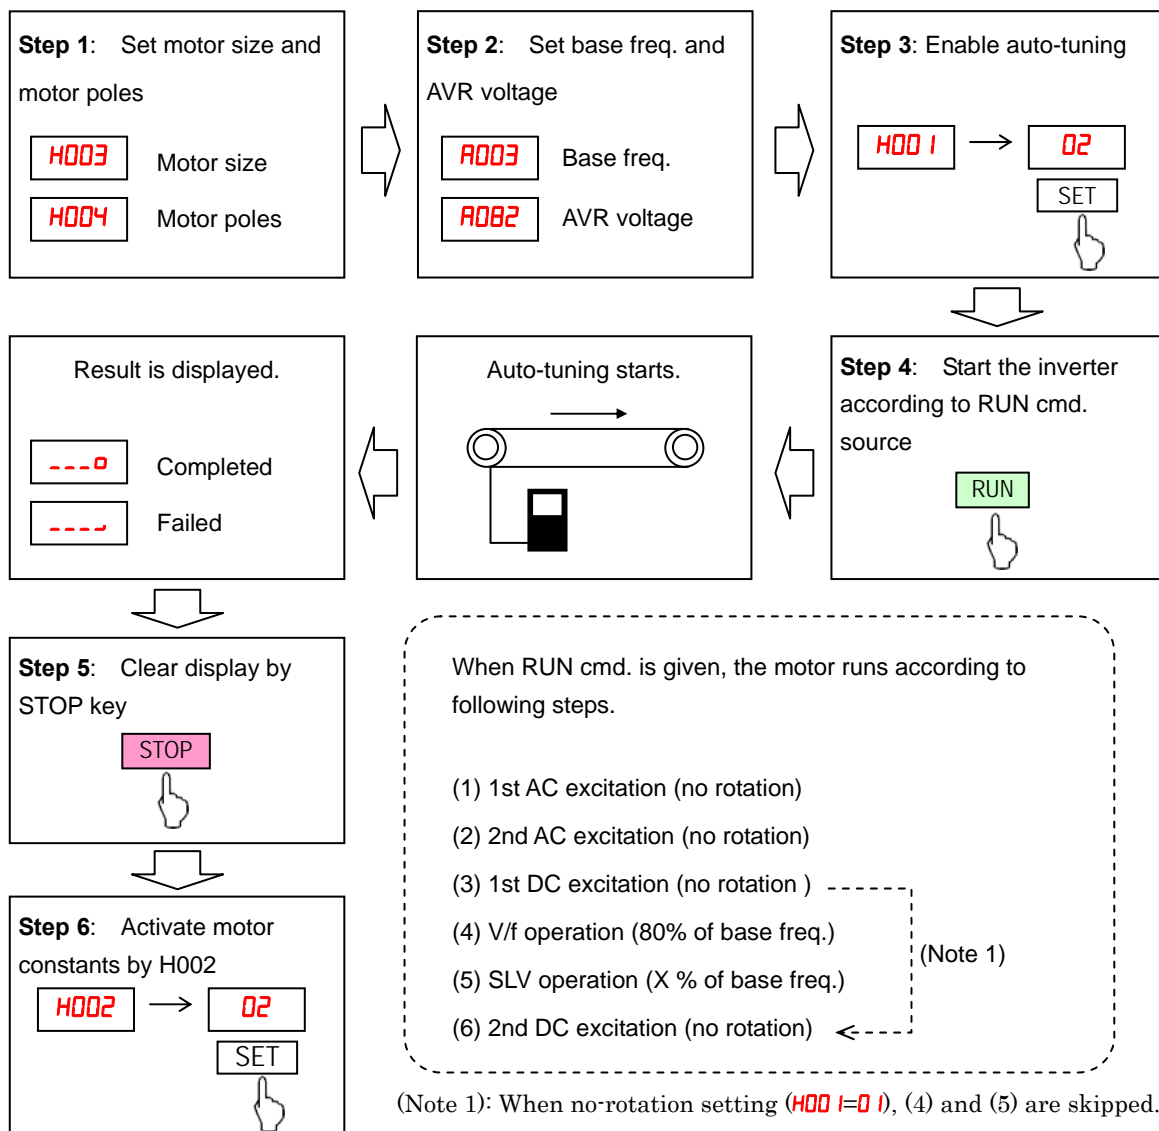 Step 1: Set motor size and
motor poles
H003 Motor size
H004 Motor poles
Step 2: Set base freq. and
AVR voltage
A003 Base freq.
A082 AVR voltage
Step 3: Enable auto-tuning
H001 → 02
SET
Step 4: Start the inverter
according to RUN cmd.
source
RUN
Auto-tuning starts.
Result is displayed.
Completed
Failed
Step 5: Clear display by
STOP key
STOP
Step 6: Activate motor
constants by H002
H002 → 02
SET
When RUN cmd. is given, the motor runs according to
following steps.
(1) 1st AC excitation (no rotation)
(2) 2nd AC excitation (no rotation)
(3) 1st DC excitation (no rotation )
(4) V/f operation (80% of base freq.)
(5) SLV operation (X % of base freq.)
(6) 2nd DC excitation (no rotation)
(Note 1)
(Note 1): When no-rotation setting (H001=01), (4) and (5) are skipped.